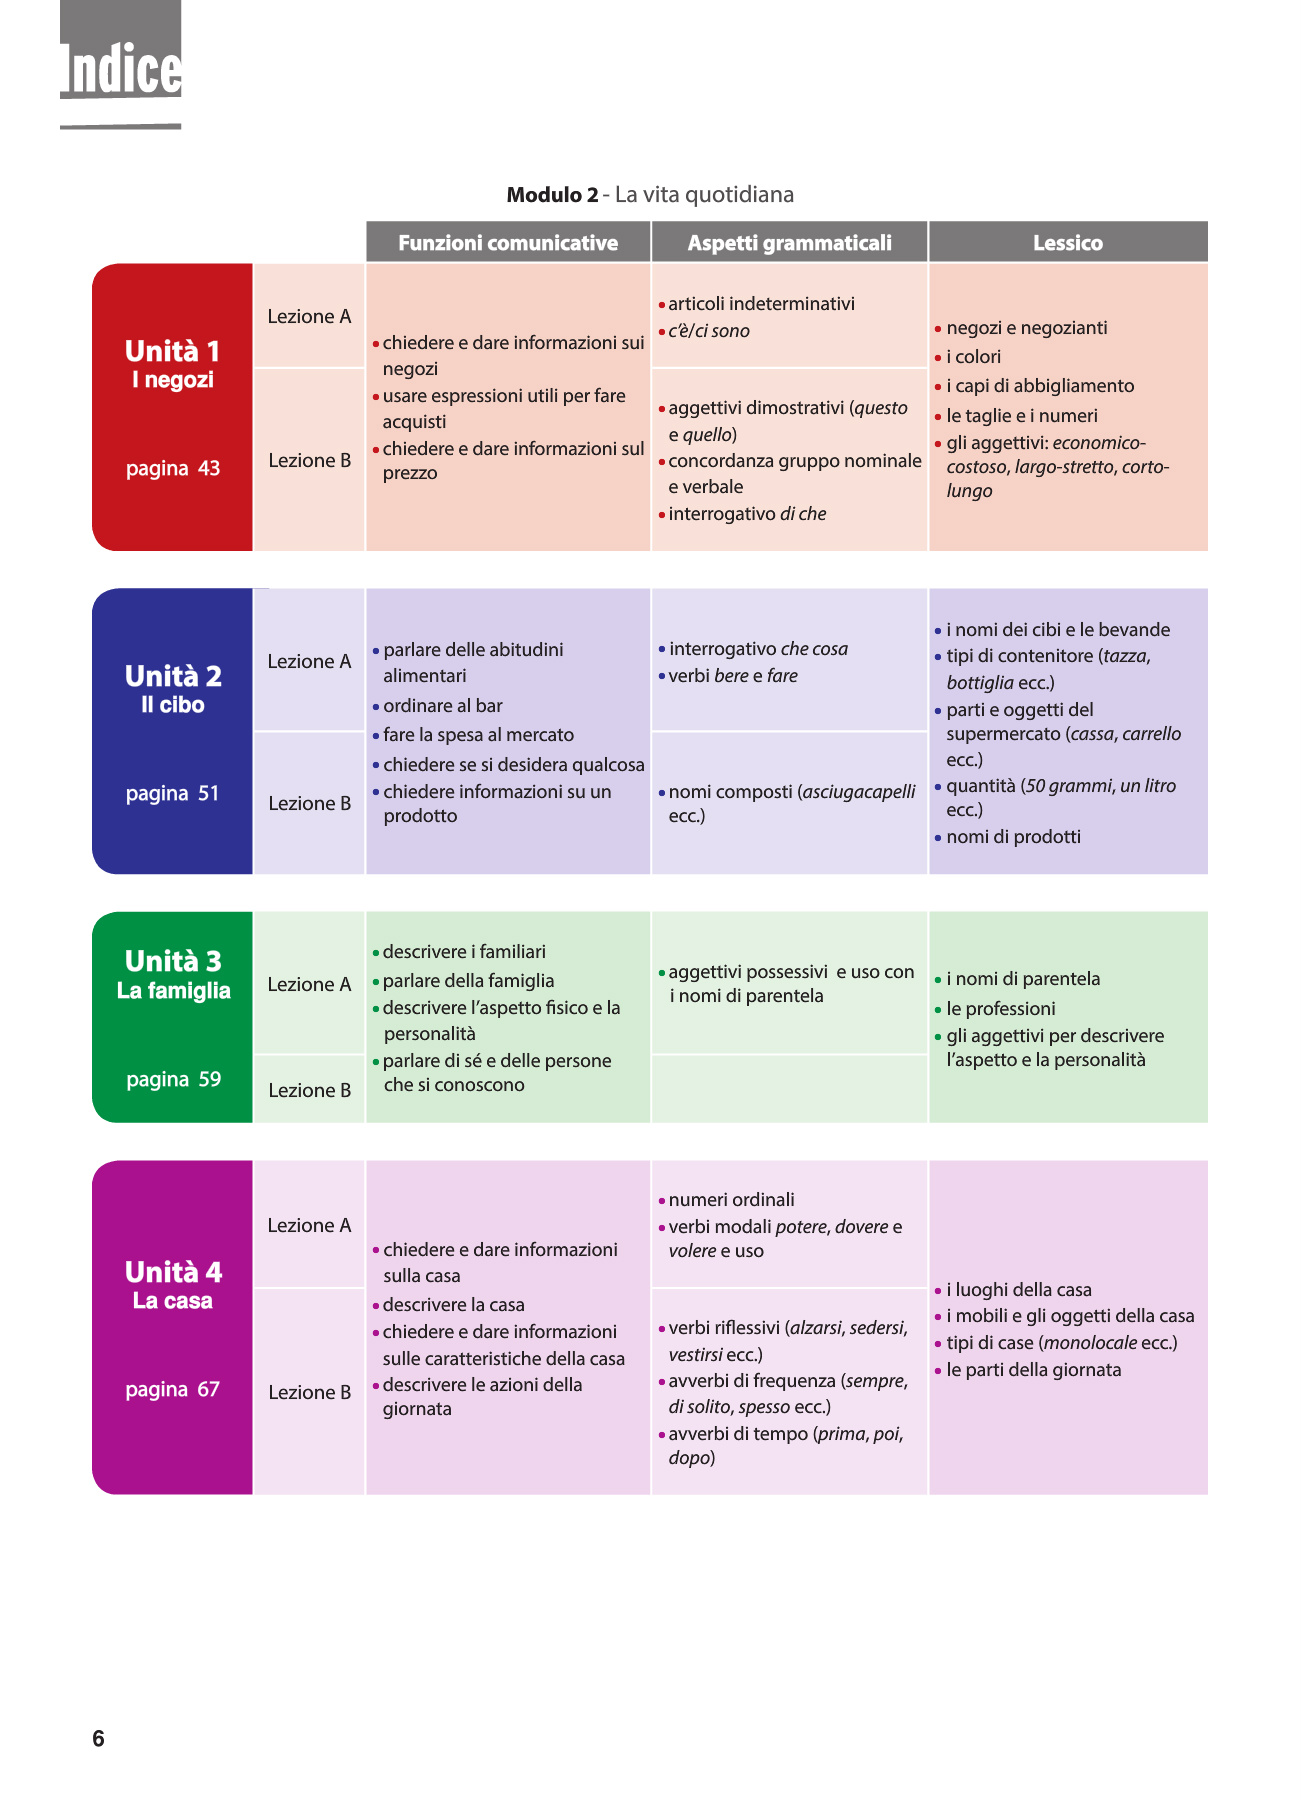 Indice
Modulo 2 - La vita quotidiana
Funzioni comunicative
Aspetti grammaticali
Lessico
Unità 1
I negozi
pagina 43
Lezione A
Lezione B
• chiedere e dare informazioni sui
negozi
• usare espressioni utili per fare
acquisti
• chiedere e dare informazioni sul
prezzo
• articoli indeterminativi
• c'è/ci sono
• aggettivi dimostrativi (questo
e quello)
• concordanza gruppo nominale
e verbale
• interrogativo di che
• negozi e negozianti
• i colori
• i capi di abbigliamento
• le taglie e i numeri
• gli aggettivi: economico-
costoso, largo-stretto, corto-
lungo
Unità 2
Il cibo
pagina 51
Lezione A
Lezione B
• parlare delle abitudini
alimentari
• ordinare al bar
• fare la spesa al mercato
• chiedere se si desidera qualcosa
• chiedere informazioni su un
prodotto
• interrogativo che cosa
• verbi bere e fare
• nomi composti (asciugacapelli
ecc.)
• i nomi dei cibi e le bevande
• tipi di contenitore (tazza,
bottiglia ecc.)
• parti e oggetti del
supermercato (cassa, carrello
ecc.)
• quantità (50 grammi, un litro
ecc.)
• nomi di prodotti
Unità 3
La famiglia
pagina 59
Lezione A
Lezione B
• descrivere i familiari
• parlare della famiglia
• descrivere l'aspetto fisico e la
personalità
• parlare di sé e delle persone
che si conoscono
• aggettivi possessivi e uso con
i nomi di parentela
• i nomi di parentela
• le professioni
• gli aggettivi per descrivere
l'aspetto e la personalità
Unità 4
La casa
pagina 67
Lezione A
Lezione B
• chiedere e dare informazioni
sulla casa
• descrivere la casa
• chiedere e dare informazioni
sulle caratteristiche della casa
• descrivere le azioni della
giornata
• numeri ordinali
• verbi modali potere, dovere e
volere e uso
• verbi riflessivi (alzarsi, sedersi,
vestirsi ecc.)
• avverbi di frequenza (sempre,
di solito, spesso ecc.)
• avverbi di tempo (prima, poi,
dopo)
• i luoghi della casa
• i mobili e gli oggetti della casa
• tipi di case (monolocale ecc.)
• le parti della giornata
6